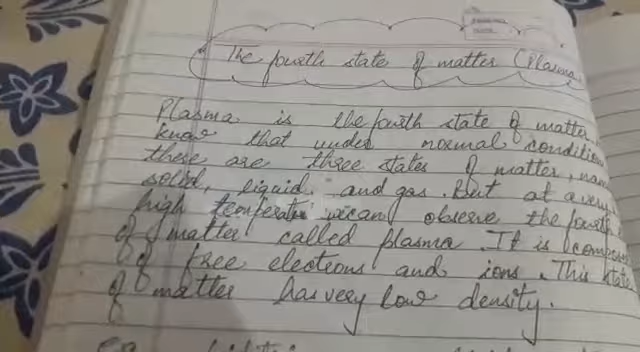 The fourth state of matter (Plasma
Plasma is the fourth state of matter
know that under normal condition
these are three states of matter, nam
solid, liquid and gas. But at a very
high temperature we can observe the fourth
of matter called plasma. It is compos
of free electrons and ions. This state
of matter has very low density.